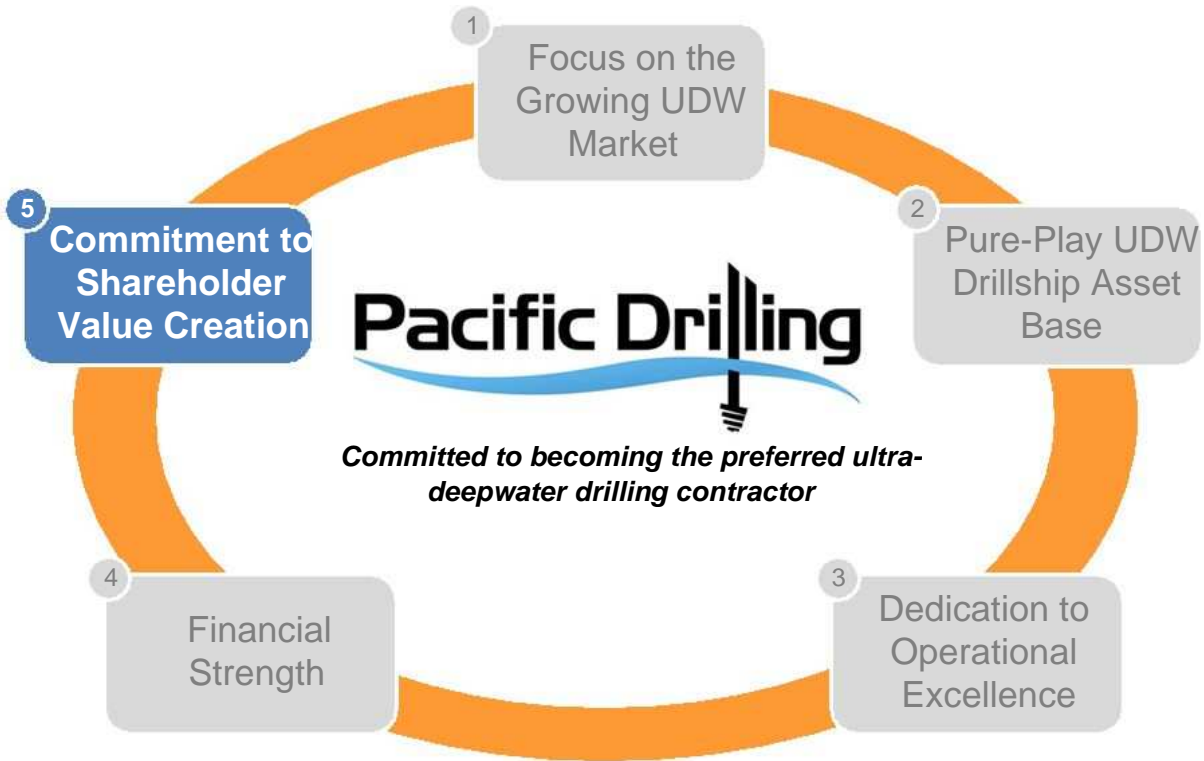 1
Focus on the
Growing UDW
Market
2
Pure-Play UDW
Drillship Asset
Base
3
Dedication to
Operational
Excellence
4
Financial
Strength
5
Commitment to
Shareholder
Value Creation
Pacific Drilling
Committed to becoming the preferred ultra-
deepwater drilling contractor